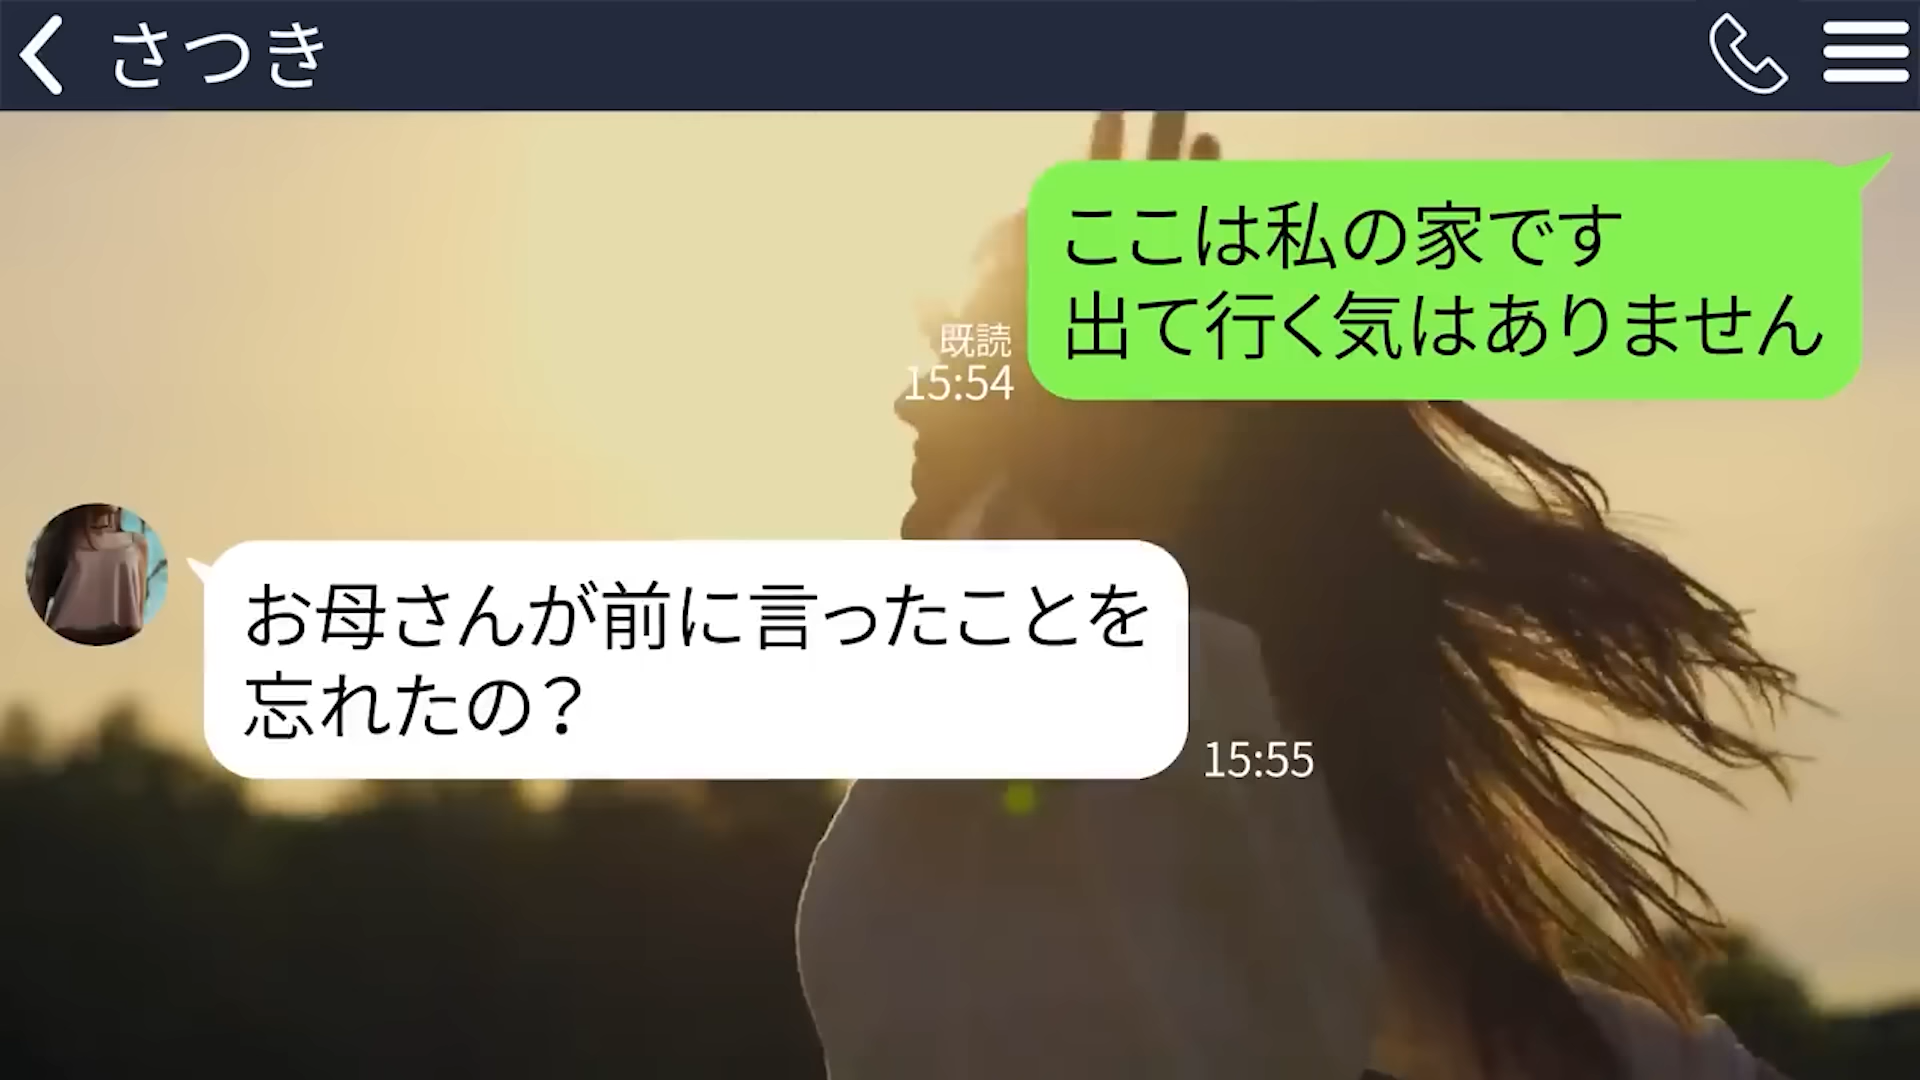 さつき
ここは私の家です
出て行く気はありません
既読
15:54
お母さんが前に言ったことを
忘れたの？
15:55